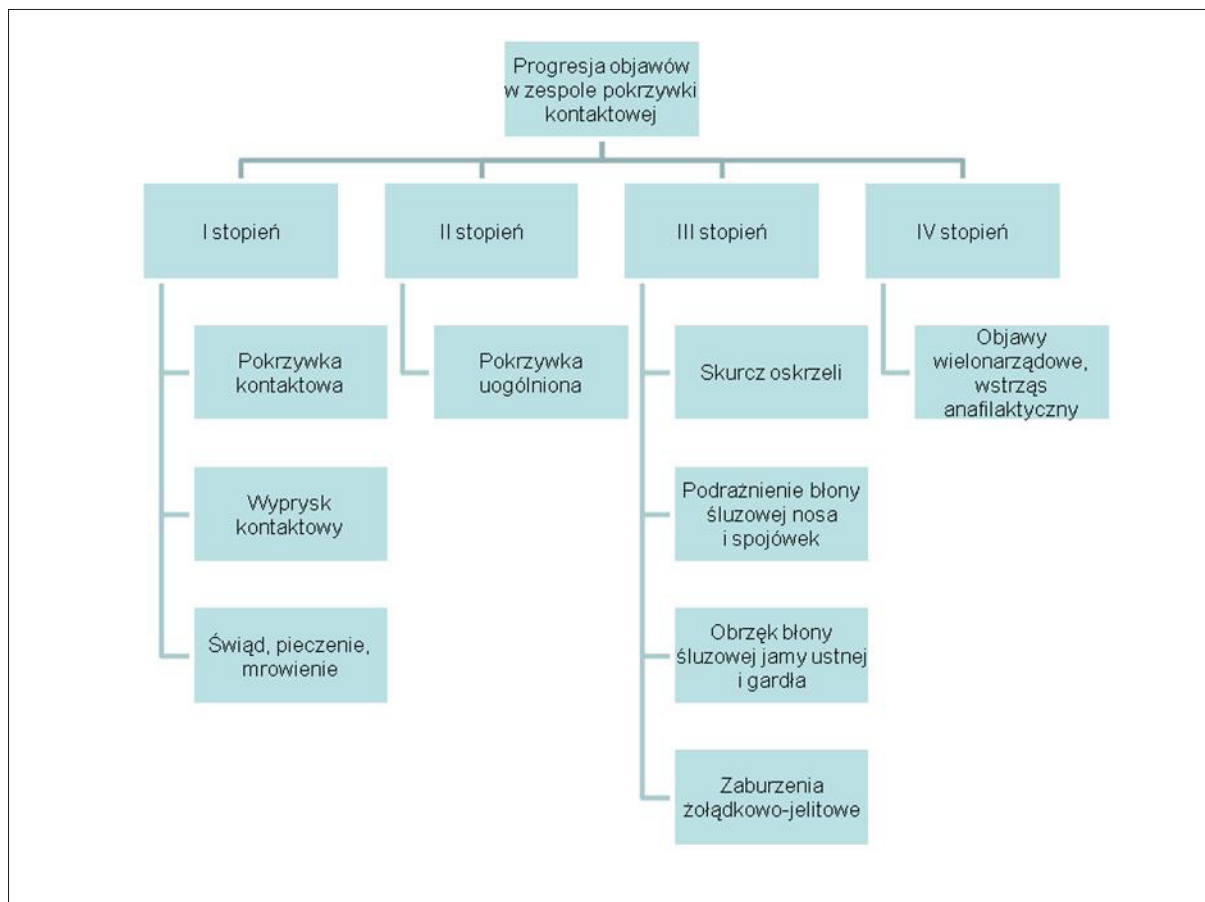 Progresja objawów
w zespole pokrzywki
kontaktowej
I stopień
II stopień
III stopień
IV stopień
Pokrzywka
kontaktowa
Pokrzywka
uogólniona
Skurcz oskrzeli
Objawy
wielonarządowe,
wstrząs
anafilaktyczny
Wyprysk
kontaktowy
Podrażnienie błony
śluzowej nosa
i spojówek
Świąd, pieczenie,
mrowienie
Obrzęk błony
śluzowej jamy ustnej
i gardła
Zaburzenia
żołądkowo-jelitowe